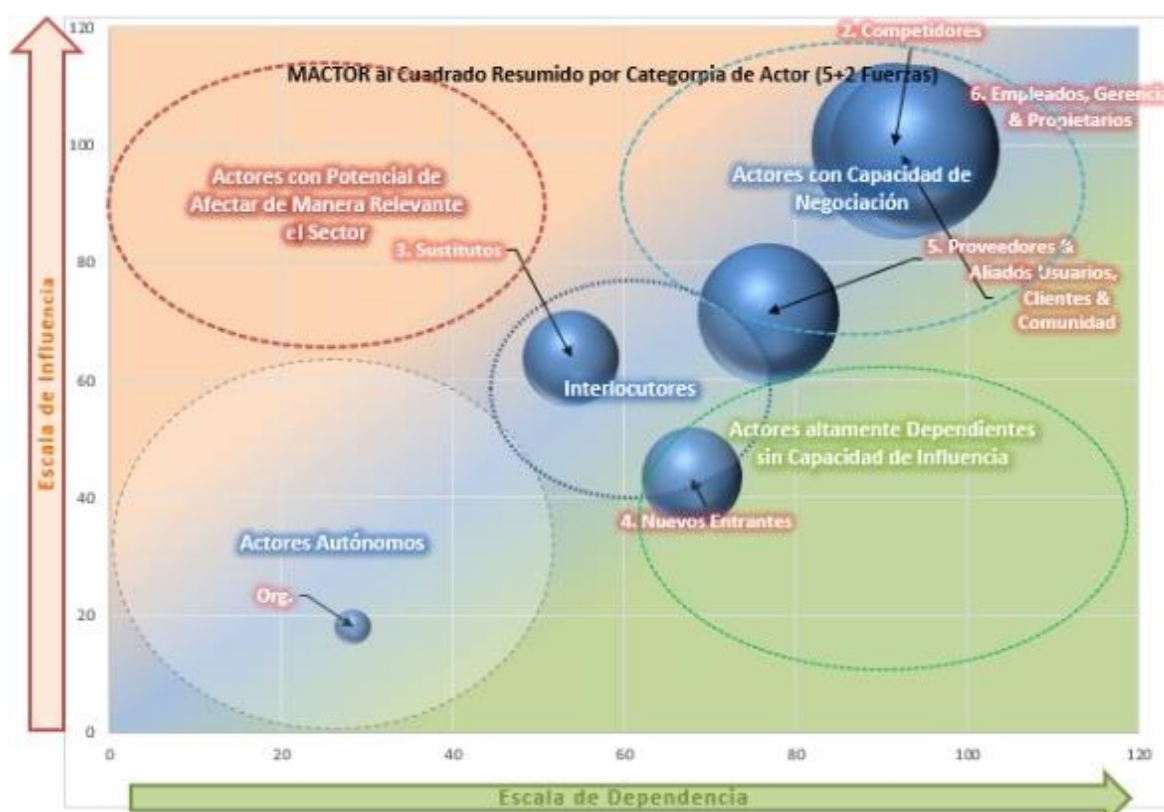 MACTOR al Cuadrado Resumido por Categorpia de Actor (5+2 Fuerzas)
2. Competidores
6. Empleados, Gerencia
& Propietarios
Actores con Potencial de
Afectar de Manera Relevante
el Sector
Actores con Capacidad de
Negociación
3. Sustitutos
5. Proveedores &
Aliados Usuarios,
Clientes &
Comunidad
Interlocutores
Actores altamente Dependientes
sin Capacidad de Influencia
4. Nuevos Entrantes
Actores Autónomos
Org.
Escala de Influencia
120
100
80
60
40
20
0
0 20 40 60 80 100 120
Escala de Dependencia